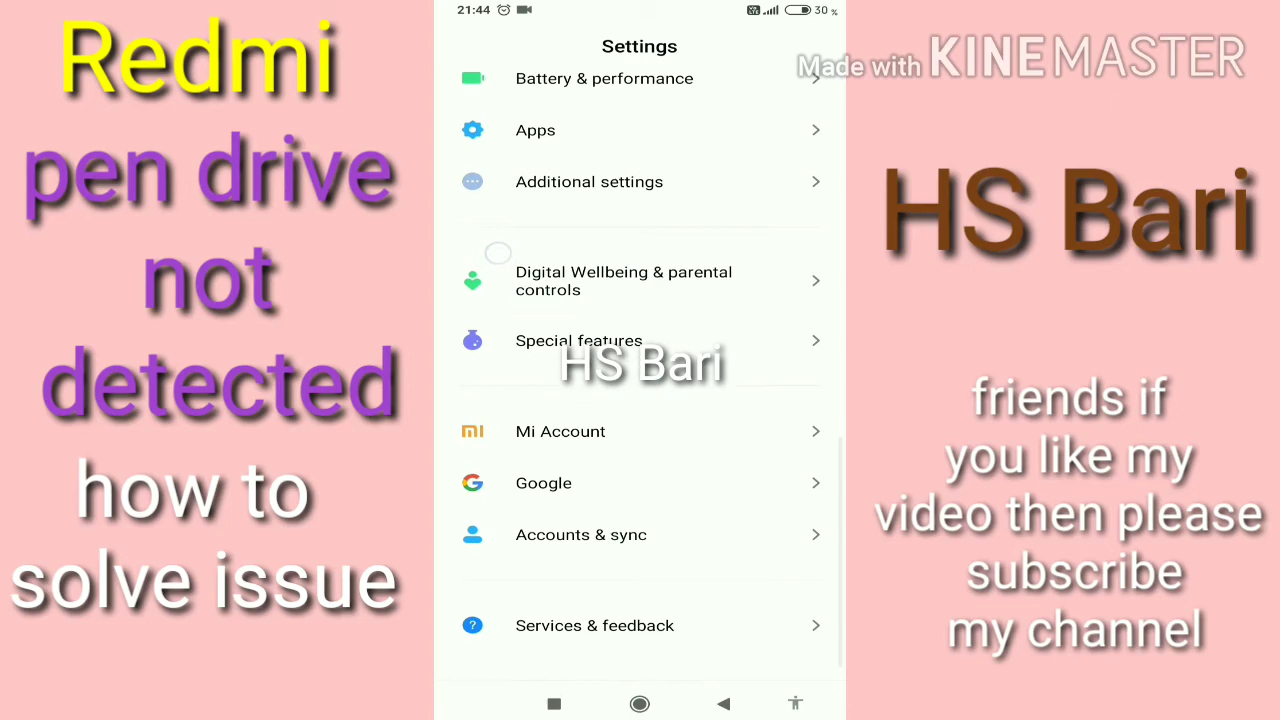 Redmi
pen drive
not
detected
how to
solve issue
21:44
30 %
Settings
Battery & performance
Apps
Additional settings
Digital Wellbeing & parental
controls
Special features
HS Bari
Mi Account
Google
Accounts & sync
Services & feedback
Made with KINEMASTER
HS Bari
friends if
you like my
video then please
subscribe
my channel